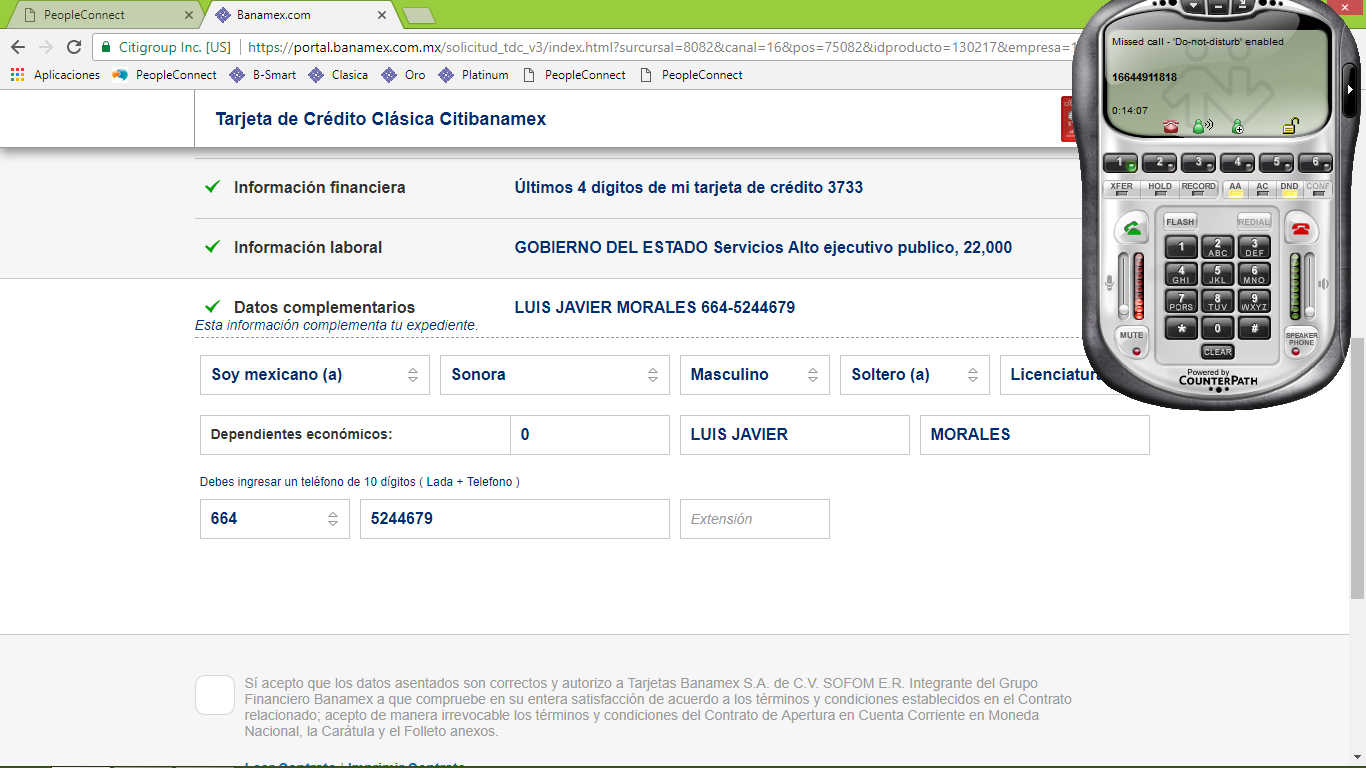 PeopleConnect
Banamex.com
Citigroup Inc. [US] https://portal.banamex.com.mx/solicitud_tdc_v3/index.html?surcursal=8082&canal=16&pos=75082&idproducto=130217&empresa=1
Aplicaciones PeopleConnect B-Smart Clasica Oro Platinum PeopleConnect PeopleConnect
Tarjeta de Crédito Clásica Citibanamex
Información financiera Últimos 4 dígitos de mi tarjeta de crédito 3733
Información laboral GOBIERNO DEL ESTADO Servicios Alto ejecutivo publico, 22,000
Datos complementarios LUIS JAVIER MORALES 664-5244679
Esta información complementa tu expediente.
Soy mexicano (a) Sonora Masculino Soltero (a) Licenciatura
Dependientes económicos: 0 LUIS JAVIER MORALES
Debes ingresar un teléfono de 10 dígitos ( Lada + Telefono )
664 5244679 Extensión
Sí acepto que los datos asentados son correctos y autorizo a Tarjetas Banamex S.A. de C.V. SOFOM E.R. Integrante del Grupo
Financiero Banamex a que compruebe en su entera satisfacción de acuerdo a los términos y condiciones establecidos en el Contrato
relacionado; acepto de manera irrevocable los términos y condiciones del Contrato de Apertura en Cuenta Corriente en Moneda
Nacional, la Carátula y el Folleto anexos.
Leer Contrato | Imprimir Contrato
Missed call - 'Do-not-disturb' enabled
16644911818
0:14:07
1 2 3 4 5 6
XFER HOLD RECORD AA AC DND CONF
FLASH REDIAL
1 2 ABC 3 DEF
4 GHI 5 JKL 6 MNO
7 PQRS 8 TUV 9 WXYZ
* 0 #
MUTE CLEAR SPEAKER PHONE
Powered by
COUNTERPATH